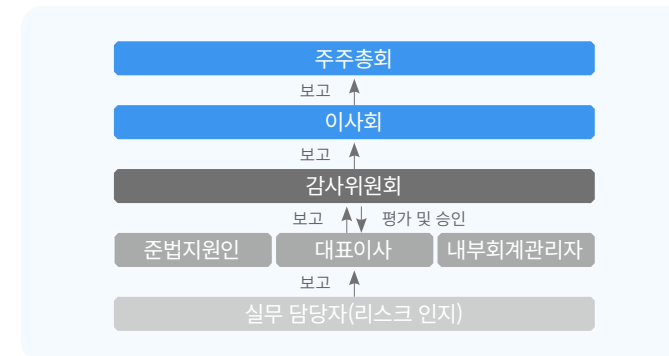 주주총회
보고
이사회
보고
감사위원회
보고 평가 및 승인
준법지원인 대표이사 내부회계관리자
보고
실무 담당자(리스크 인지)